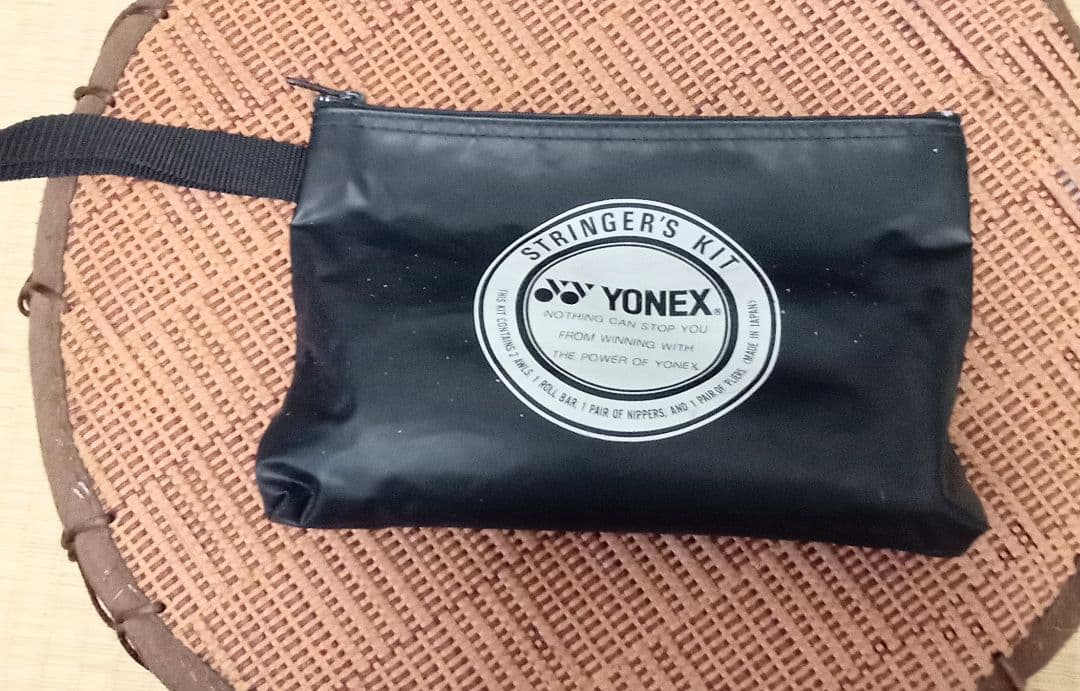 STRINGER'S KIT
YONEX®
NOTHING CAN STOP YOU
FROM WINNING WITH
THE POWER OF YONEX
THIS KIT CONTAINS 2 AWLS, 1 ROLL BAR, 1 PAIR OF NIPPERS, AND 1 PAIR OF PLIERS. (MADE IN JAPAN)